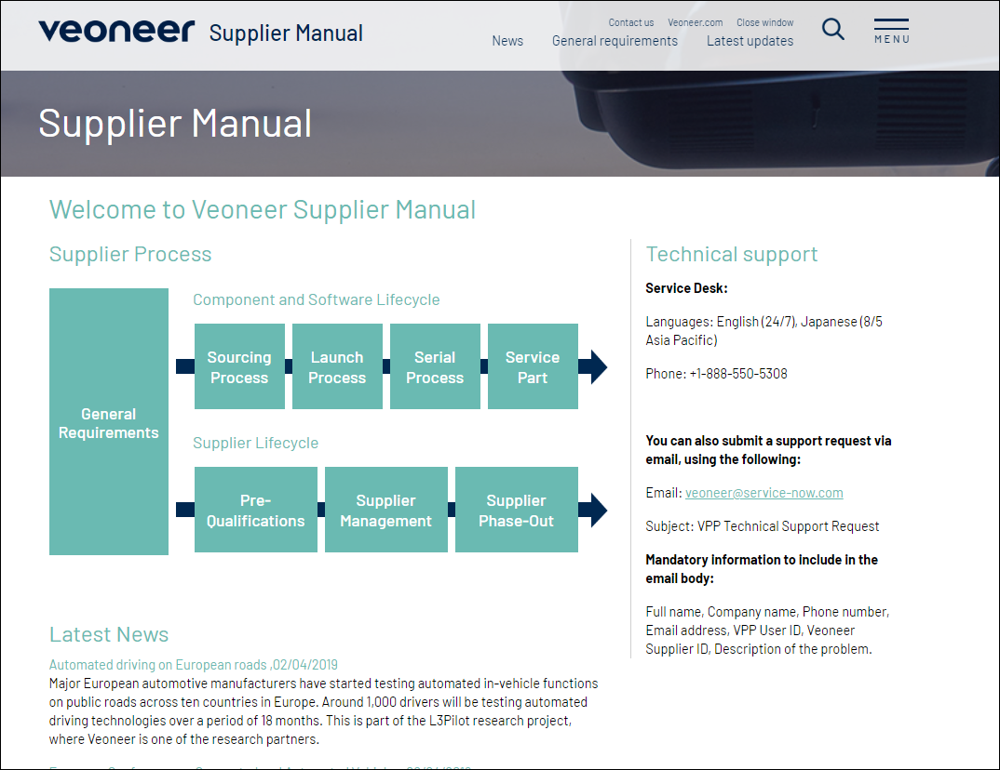 veoneer Supplier Manual
Contact us Veoneer.com Close window
News General requirements Latest updates
MENU
Supplier Manual
Welcome to Veoneer Supplier Manual
Supplier Process
General
Requirements
Component and Software Lifecycle
Sourcing
Process
Launch
Process
Serial
Process
Service
Part
Supplier Lifecycle
Pre-
Qualifications
Supplier
Management
Supplier
Phase-Out
Technical support
Service Desk:
Languages: English (24/7), Japanese (8/5
Asia Pacific)
Phone: +1-888-550-5308
You can also submit a support request via
email, using the following:
Email: veoneer@service-now.com
Subject: VPP Technical Support Request
Mandatory information to include in the
email body:
Full name, Company name, Phone number,
Email address, VPP User ID, Veoneer
Supplier ID, Description of the problem.
Latest News
Automated driving on European roads ,02/04/2019
Major European automotive manufacturers have started testing automated in-vehicle functions
on public roads across ten countries in Europe. Around 1,000 drivers will be testing automated
driving technologies over a period of 18 months. This is part of the L3Pilot research project,
where Veoneer is one of the research partners.